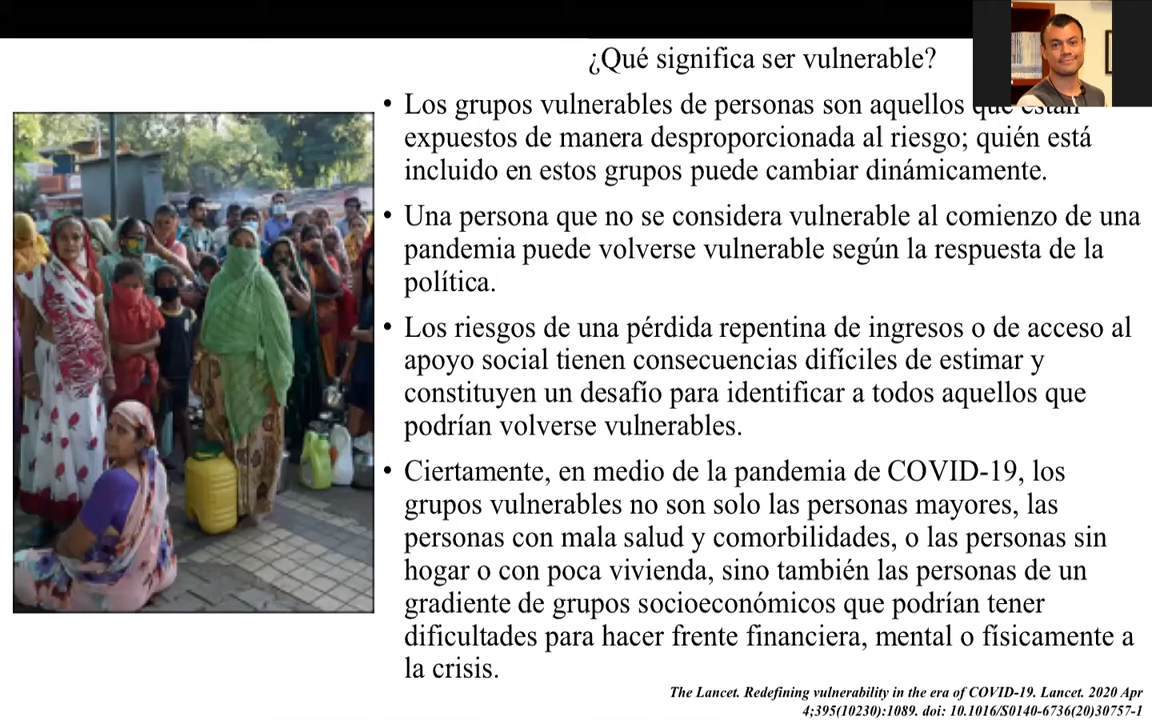 ¿Qué significa ser vulnerable?
• Los grupos vulnerables de personas son aquellos que están
expuestos de manera desproporcionada al riesgo; quién está
incluido en estos grupos puede cambiar dinámicamente.
• Una persona que no se considera vulnerable al comienzo de una
pandemia puede volverse vulnerable según la respuesta de la
política.
• Los riesgos de una pérdida repentina de ingresos o de acceso al
apoyo social tienen consecuencias difíciles de estimar y
constituyen un desafío para identificar a todos aquellos que
podrían volverse vulnerables.
• Ciertamente, en medio de la pandemia de COVID-19, los
grupos vulnerables no son solo las personas mayores, las
personas con mala salud y comorbilidades, o las personas sin
hogar o con poca vivienda, sino también las personas de un
gradiente de grupos socioeconómicos que podrían tener
dificultades para hacer frente financiera, mental o físicamente a
la crisis.
The Lancet. Redefining vulnerability in the era of COVID-19. Lancet. 2020 Apr
4;395(10230):1089. doi: 10.1016/S0140-6736(20)30757-1